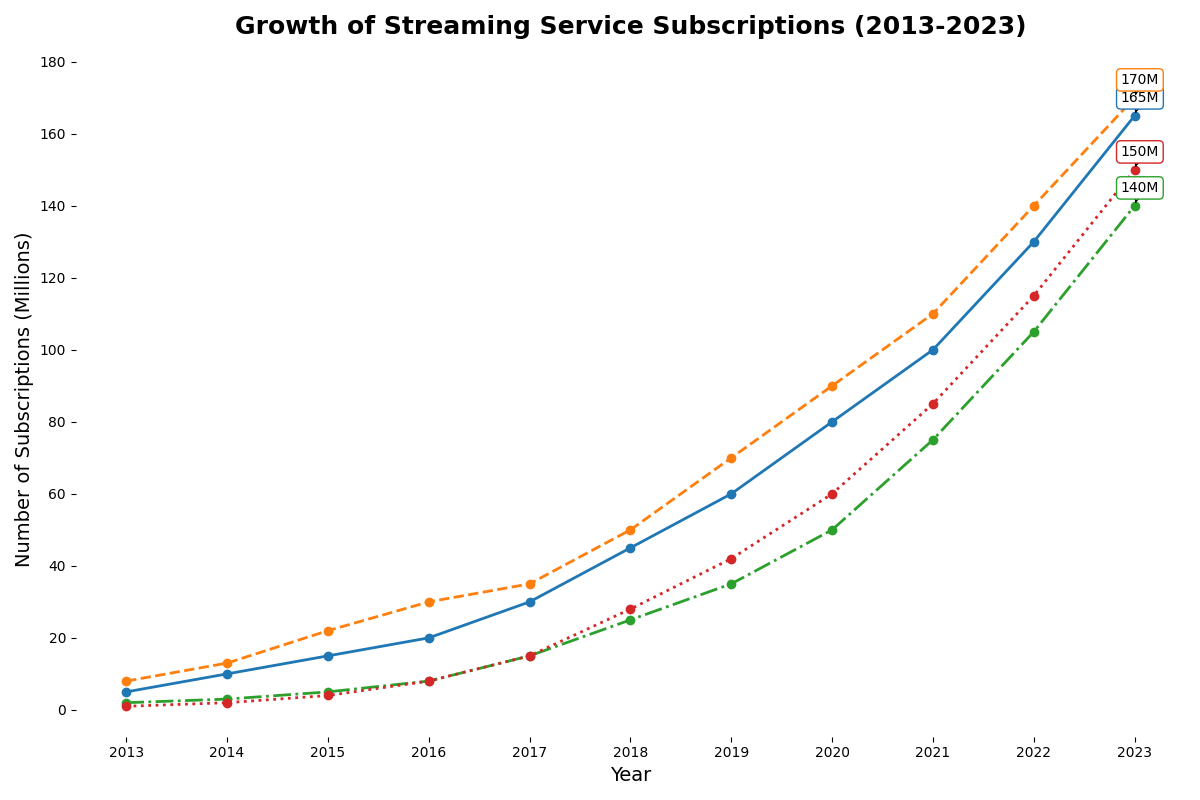 Growth of Streaming Service Subscriptions (2013-2023)
Number of Subscriptions (Millions)
180
160
140
120
100
80
60
40
20
0
170M
165M
150M
140M
2013 2014 2015 2016 2017 2018 2019 2020 2021 2022 2023
Year